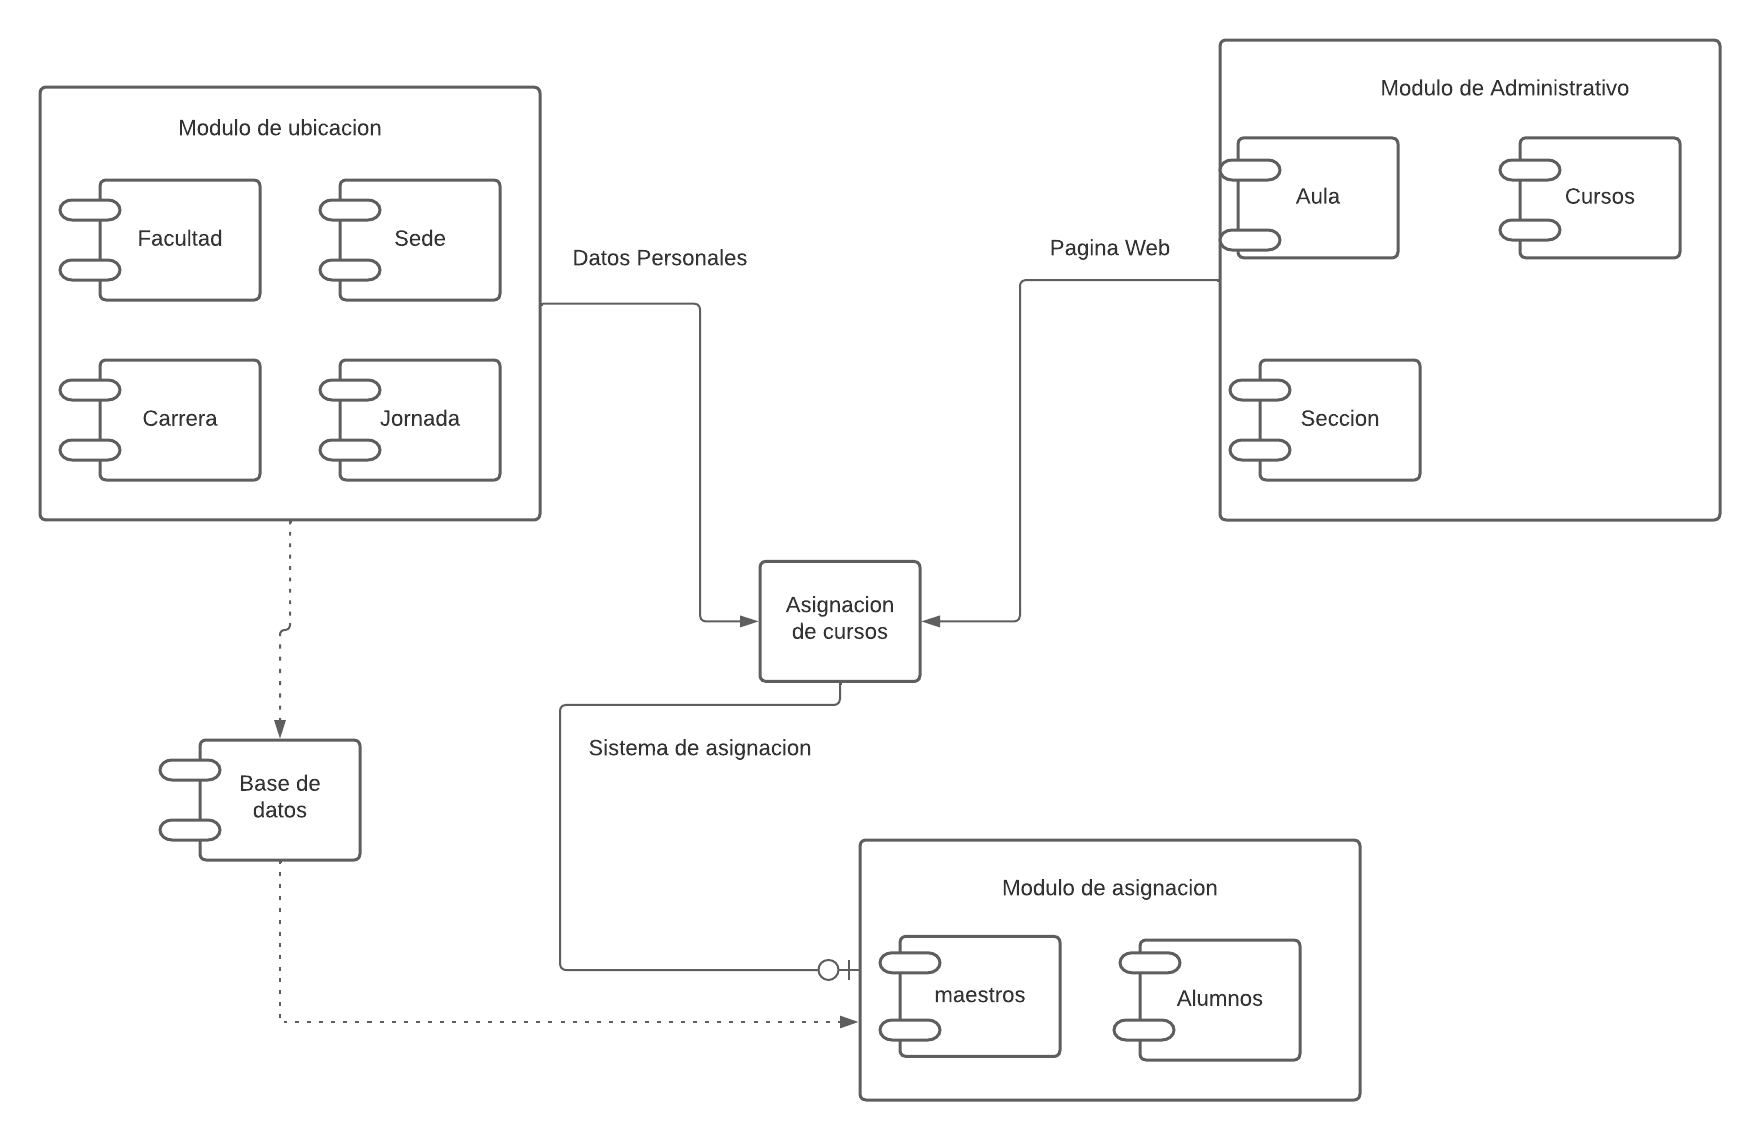 Modulo de ubicacion
Facultad
Sede
Carrera
Jornada
Datos Personales
Pagina Web
Modulo de Administrativo
Aula
Cursos
Seccion
Asignacion
de cursos
Sistema de asignacion
Base de
datos
Modulo de asignacion
maestros
Alumnos